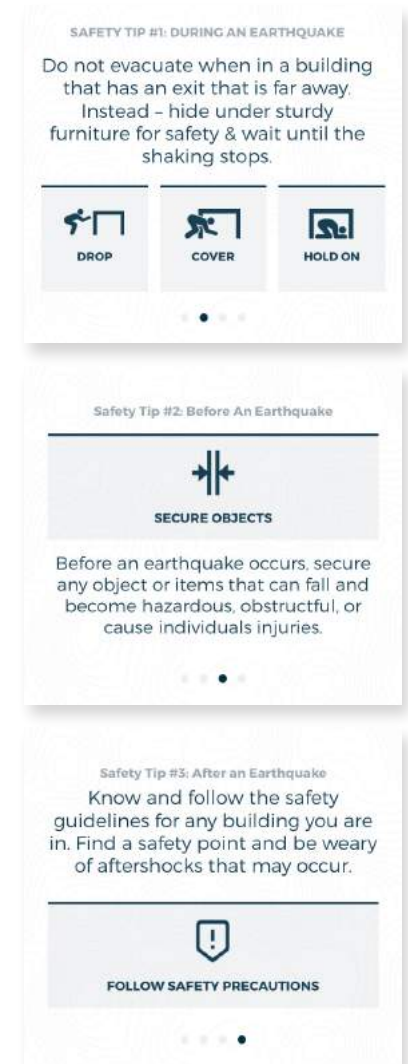 SAFETY TIP #1: DURING AN EARTHQUAKE
Do not evacuate when in a building
that has an exit that is far away.
Instead – hide under sturdy
furniture for safety & wait until the
shaking stops.
DROP
COVER
HOLD ON
Safety Tip #2: Before An Earthquake
SECURE OBJECTS
Before an earthquake occurs, secure
any object or items that can fall and
become hazardous, obstructful, or
cause individuals injuries.
Safety Tip #3: After an Earthquake
Know and follow the safety
guidelines for any building you are
in. Find a safety point and be weary
of aftershocks that may occur.
FOLLOW SAFETY PRECAUTIONS